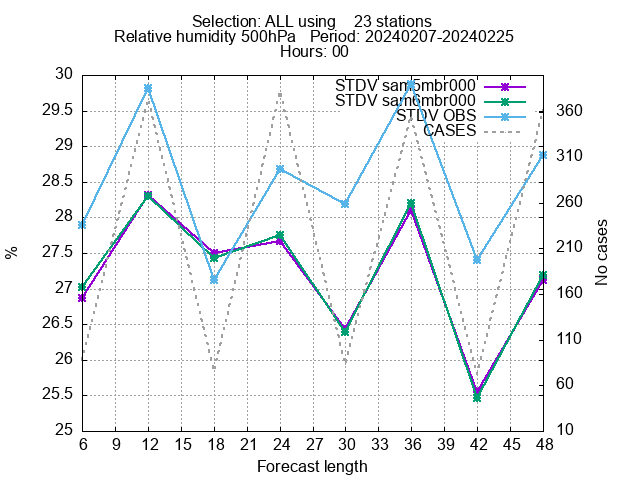 Selection: ALL using    23 stations
Relative humidity 500hPa   Period: 20240207-20240225
Hours: 00
STDV sam5mbr000
STDV sam6mbr000
STDV OBS
CASES
30
29.5
29
28.5
28
27.5
27
26.5
26
25.5
25
360
310
260
210
160
110
60
10
%
No cases
6 9 12 15 18 21 24 27 30 33 36 39 42 45 48
Forecast length